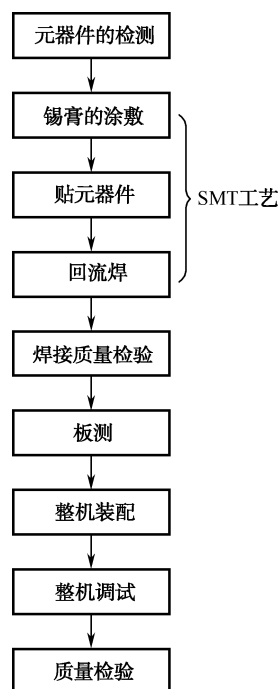 元器件的检测
锡膏的涂敷
贴元器件
SMT工艺
回流焊
焊接质量检验
板测
整机装配
整机调试
质量检验